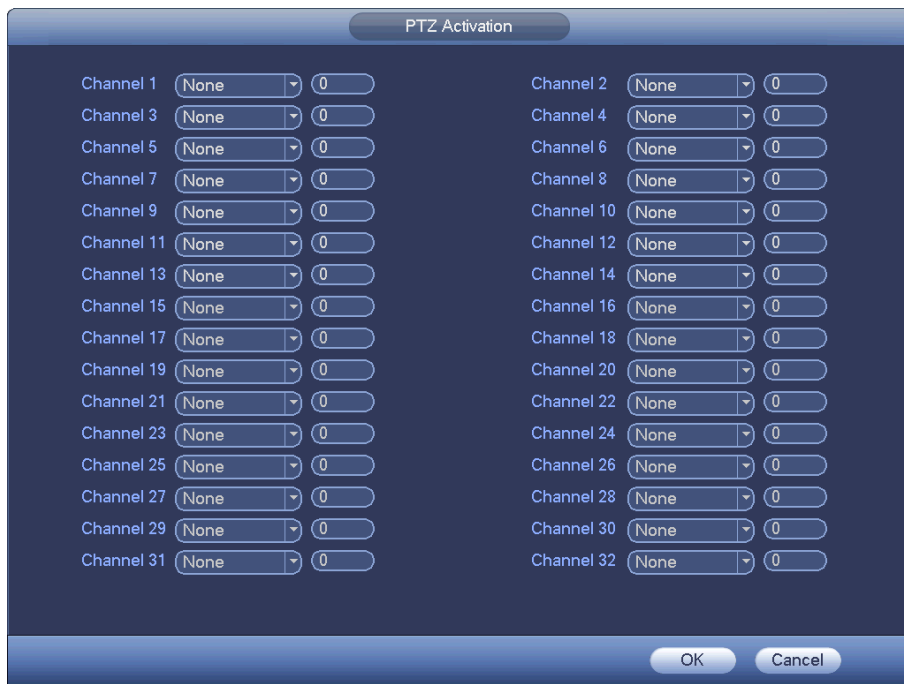 PTZ Activation
Channel 1 None 0 Channel 2 None 0
Channel 3 None 0 Channel 4 None 0
Channel 5 None 0 Channel 6 None 0
Channel 7 None 0 Channel 8 None 0
Channel 9 None 0 Channel 10 None 0
Channel 11 None 0 Channel 12 None 0
Channel 13 None 0 Channel 14 None 0
Channel 15 None 0 Channel 16 None 0
Channel 17 None 0 Channel 18 None 0
Channel 19 None 0 Channel 20 None 0
Channel 21 None 0 Channel 22 None 0
Channel 23 None 0 Channel 24 None 0
Channel 25 None 0 Channel 26 None 0
Channel 27 None 0 Channel 28 None 0
Channel 29 None 0 Channel 30 None 0
Channel 31 None 0 Channel 32 None 0
OK Cancel